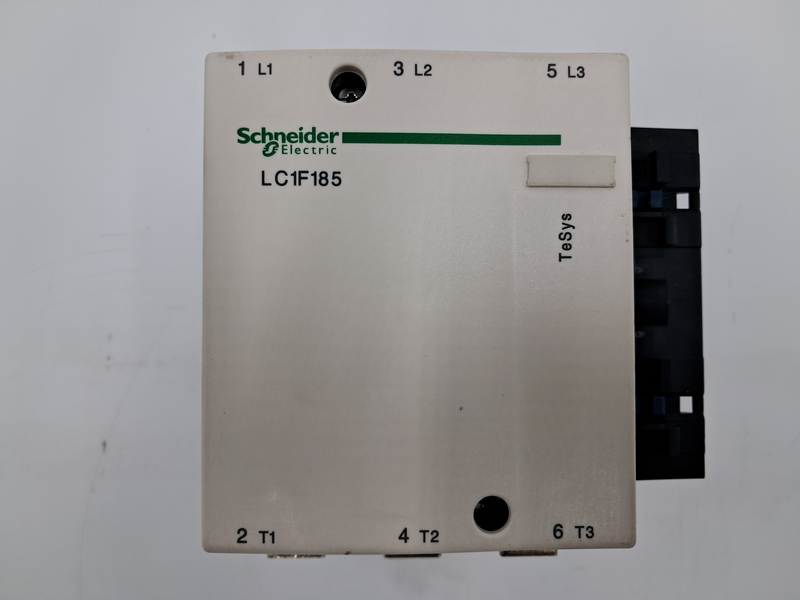 1 L1 3 L2 5 L3
Schneider
Electric
LC1F185
TeSys
2 T1 4 T2 6 T3